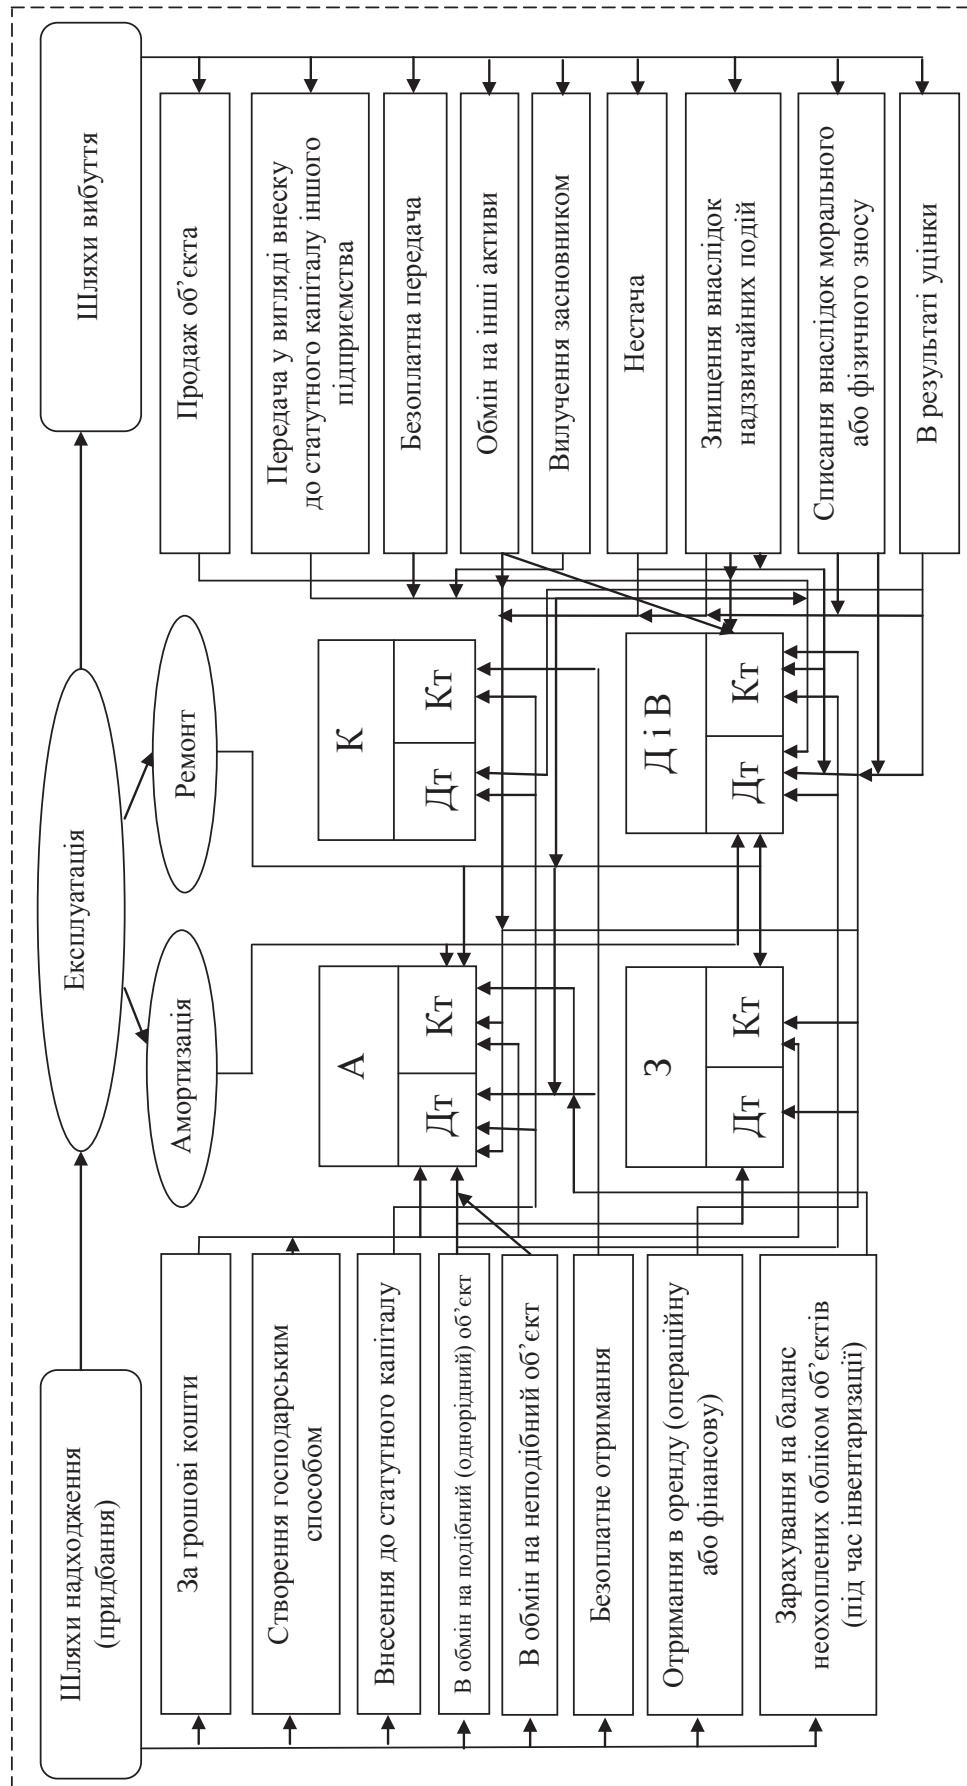 Шляхи надходження
(придбання)
Експлуатація
Шляхи вибуття
Амортизація
Ремонт
За грошові кошти
Створення господарським
способом
Внесення до статутного капіталу
В обмін на подібний (однорідний) об’єкт
В обмін на неподібний об’єкт
Безоплатне отримання
Отримання в оренду (операційну
або фінансову)
Зарахування на баланс
неохоплених обліком об’єктів
(під час інвентаризації)
А
Дт
Кт
К
Дт
Кт
З
Дт
Кт
Д і В
Дт
Кт
Продаж об’єкта
Передача у вигляді внеску
до статутного капіталу іншого
підприємства
Безоплатна передача
Обмін на інші активи
Вилучення засновником
Нестача
Знищення внаслідок
надзвичайних подій
Списання внаслідок морального
або фізичного зносу
В результаті уцінки